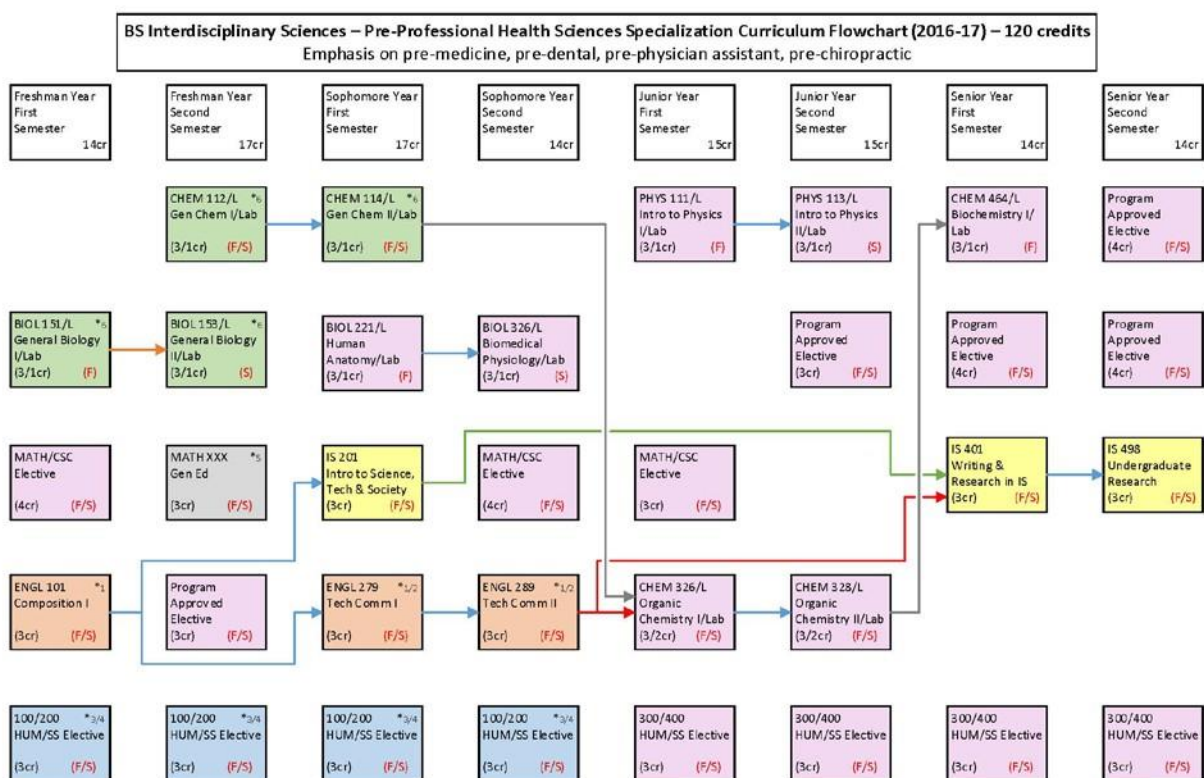 BS Interdisciplinary Sciences – Pre-Professional Health Sciences Specialization Curriculum Flowchart (2016-17) – 120 credits
Emphasis on pre-medicine, pre-dental, pre-physician assistant, pre-chiropractic
Freshman Year
First
Semester
14cr
Freshman Year
Second
Semester
17cr
Sophomore Year
First
Semester
17cr
Sophomore Year
Second
Semester
14cr
Junior Year
First
Semester
15cr
Junior Year
Second
Semester
15cr
Senior Year
First
Semester
14cr
Senior Year
Second
Semester
14cr
CHEM 112/L *6
Gen Chem I/Lab
(3/1cr) (F/S)
CHEM 114/L *6
Gen Chem II/Lab
(3/1cr) (F/S)
PHYS 111/L
Intro to Physics
I/Lab
(3/1cr) (F)
PHYS 113/L
Intro to Physics
II/Lab
(3/1cr) (S)
CHEM 464/L
Biochemistry I/
Lab
(3/1cr) (F)
Program
Approved
Elective
(4cr) (F/S)
BIOL 151/L *6
General Biology
I/Lab
(3/1cr) (F)
BIOL 153/L *6
General Biology
II/Lab
(3/1cr) (S)
BIOL 221/L
Human
Anatomy/Lab
(3/1cr) (F)
BIOL 326/L
Biomedical
Physiology/Lab
(3/1cr) (S)
Program
Approved
Elective
(3cr) (F/S)
Program
Approved
Elective
(4cr) (F/S)
Program
Approved
Elective
(4cr) (F/S)
MATH/CSC
Elective
(4cr) (F/S)
MATH XXX *5
Gen Ed
(3cr) (F/S)
IS 201
Intro to Science,
Tech & Society
(3cr) (F/S)
MATH/CSC
Elective
(4cr) (F/S)
MATH/CSC
Elective
(3cr) (F/S)
IS 401
Writing &
Research in IS
(3cr) (F/S)
IS 498
Undergraduate
Research
(3cr) (F/S)
ENGL 101 *1
Composition I
(3cr) (F/S)
Program
Approved
Elective
(3cr) (F/S)
ENGL 279 *1/2
Tech Comm I
(3cr) (F/S)
ENGL 289 *1/2
Tech Comm II
(3cr) (F/S)
CHEM 326/L
Organic
Chemistry I/Lab
(3/2cr) (F/S)
CHEM 328/L
Organic
Chemistry II/Lab
(3/2cr) (F/S)
100/200 *3/4
HUM/SS Elective
(3cr) (F/S)
100/200 *3/4
HUM/SS Elective
(3cr) (F/S)
100/200 *3/4
HUM/SS Elective
(3cr) (F/S)
100/200 *3/4
HUM/SS Elective
(3cr) (F/S)
300/400
HUM/SS Elective
(3cr) (F/S)
300/400
HUM/SS Elective
(3cr) (F/S)
300/400
HUM/SS Elective
(3cr) (F/S)
300/400
HUM/SS Elective
(3cr) (F/S)